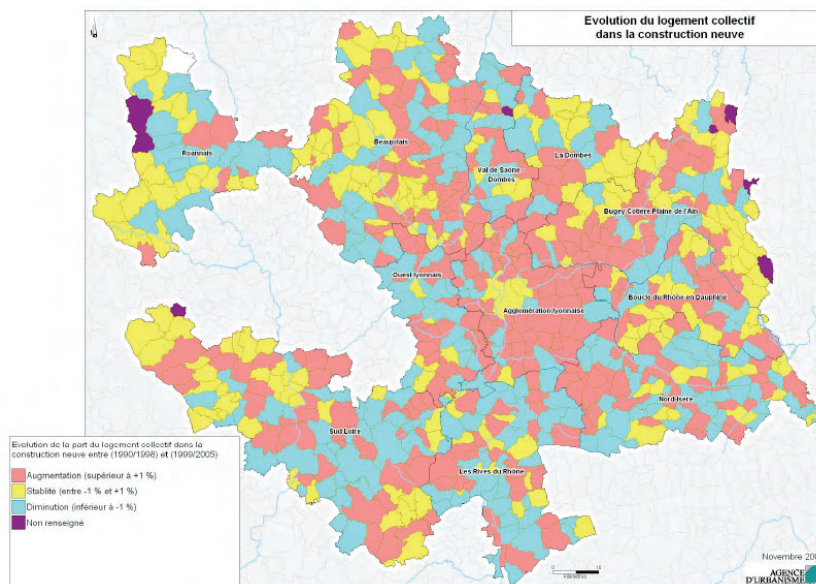 Evolution du logement collectif
dans la construction neuve
Roannais
Beaujolais
La Dombes
Val de Saône
Dombes
Bugey Cotière Plaine de l'Ain
Ouest lyonnais
Boucle du Rhône en Dauphiné
Agglomération lyonnaise
Nord-Isère
Sud Loire
Les Rives du Rhône
Evolution de la part du logement collectif dans la
construction neuve entre (1990/1998) et (1999/2005)
Augmentation (supérieur à +1 %)
Stablité (entre -1 % et +1 %)
Diminution (inférieur à -1 %)
Non renseigné
Novembre 200
AGENCE
D'URBANISME